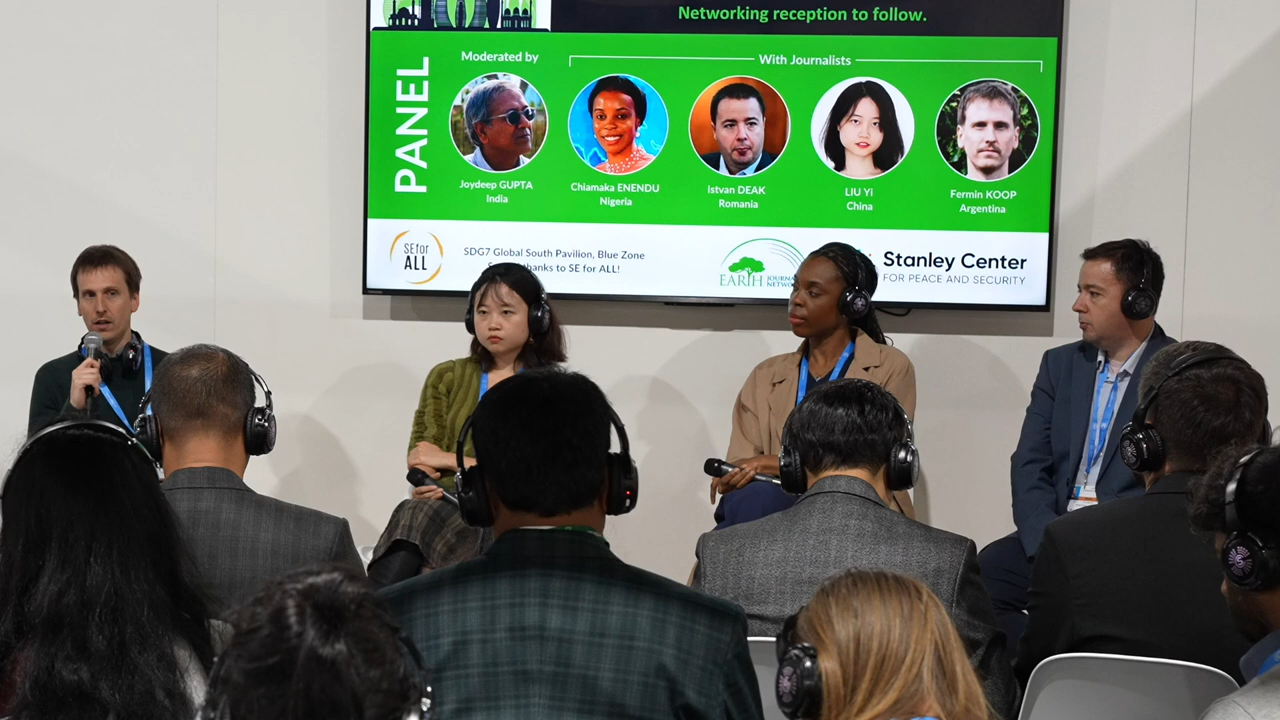 Networking reception to follow.
PANEL
Moderated by
With Journalists
Joydeep GUPTA
India
Chiamaka ENENDU
Nigeria
Istvan DEAK
Romania
LIU Yi
China
Fermin KOOP
Argentina
SEfor
ALL
SDG7 Global South Pavilion, Blue Zone
thanks to SE for ALL!
EARTH
Stanley Center
FOR PEACE AND SECURITY